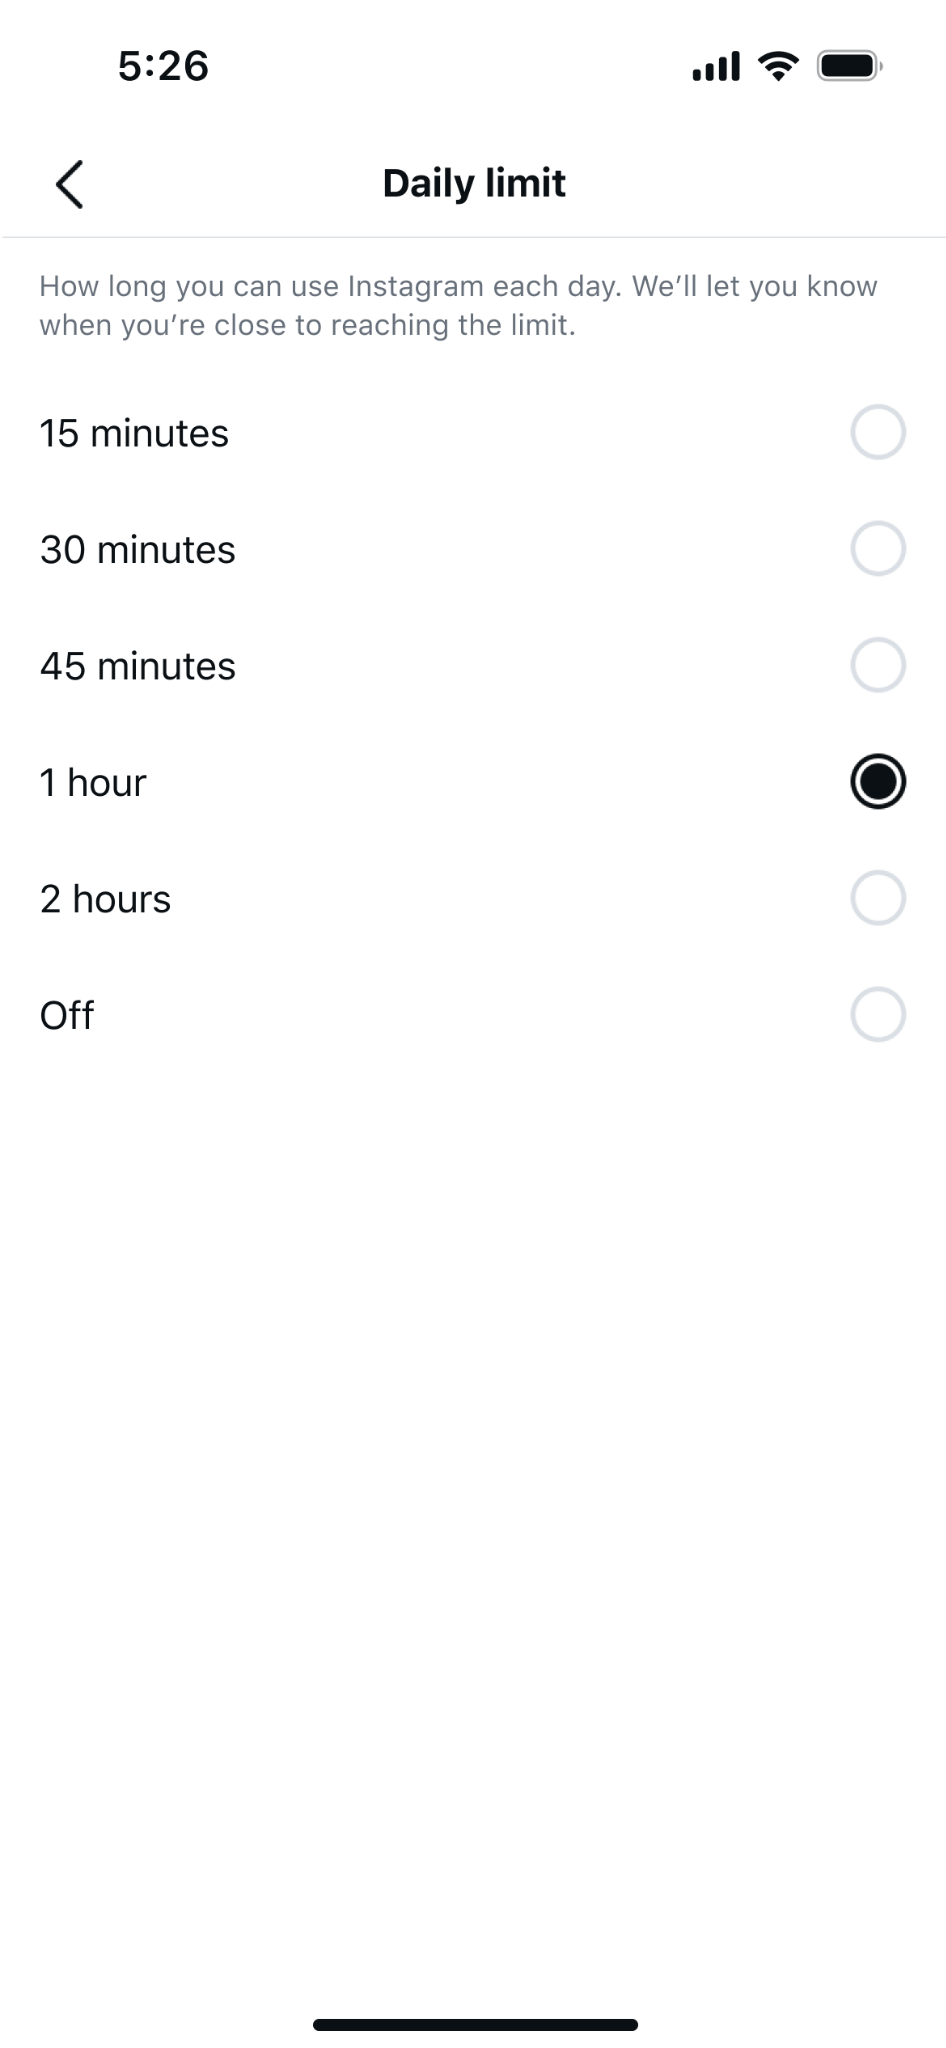 5:26
Daily limit
How long you can use Instagram each day. We’ll let you know
when you’re close to reaching the limit.
15 minutes
30 minutes
45 minutes
1 hour
2 hours
Off